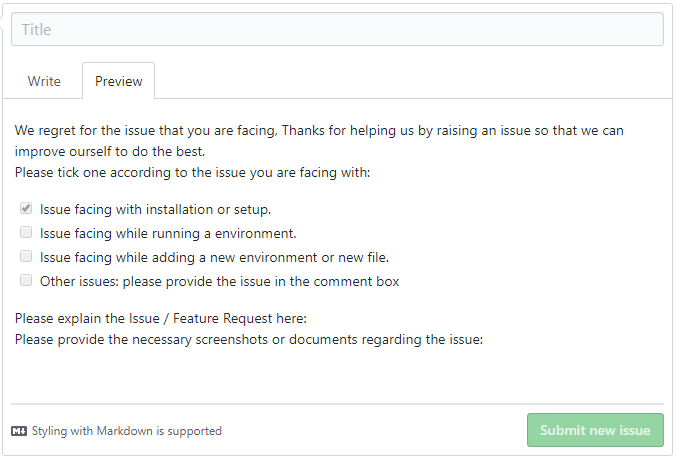 Title
Write
Preview
We regret for the issue that you are facing, Thanks for helping us by raising an issue so that we can
improve ourself to do the best.
Please tick one according to the issue you are facing with:
Issue facing with installation or setup.
Issue facing while running a environment.
Issue facing while adding a new environment or new file.
Other issues: please provide the issue in the comment box
Please explain the Issue / Feature Request here:
Please provide the necessary screenshots or documents regarding the issue:
M Styling with Markdown is supported
Submit new issue